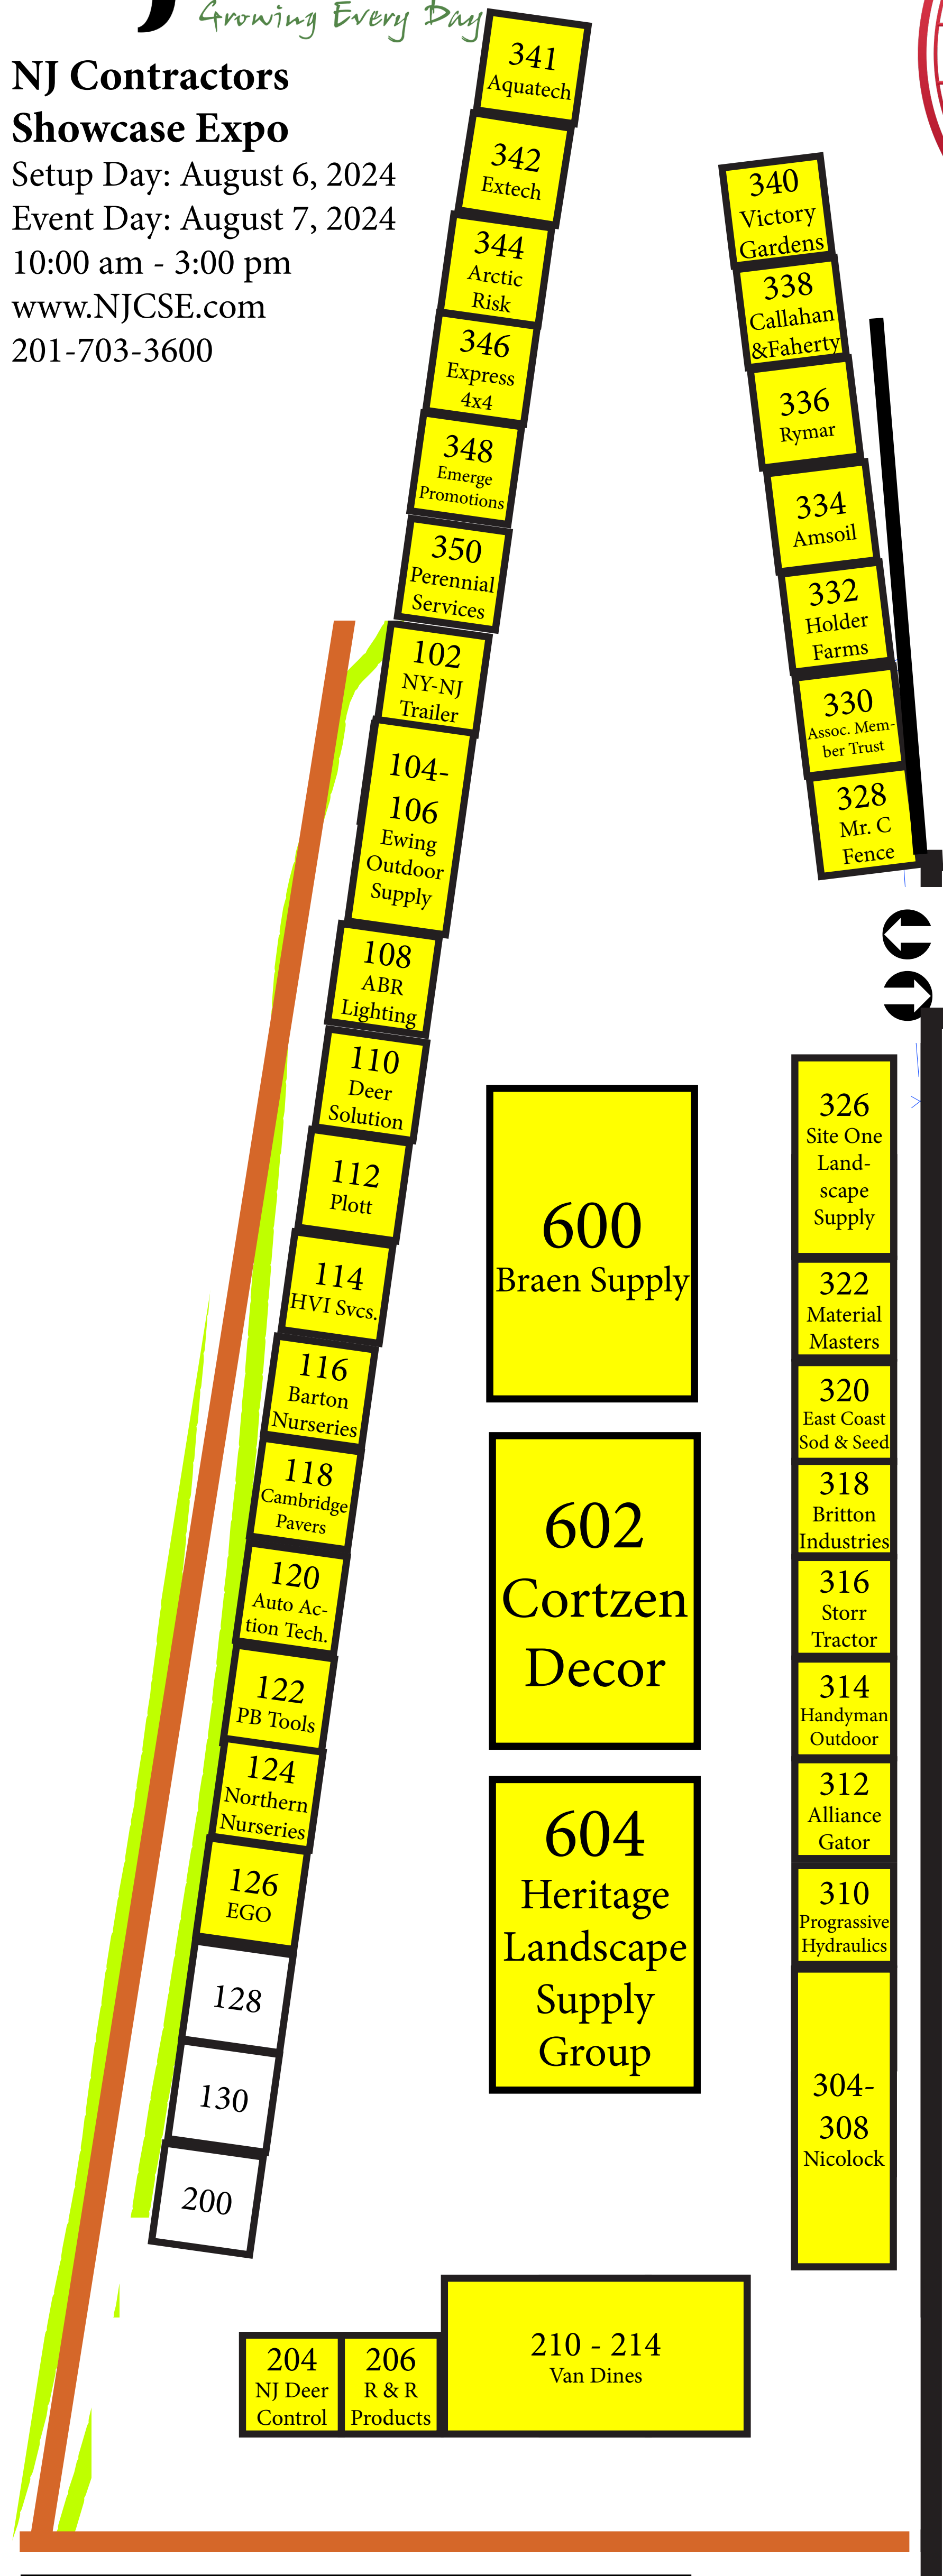 Growing Every Day
NJ Contractors
Showcase Expo
Setup Day: August 6, 2024
Event Day: August 7, 2024
10:00 am - 3:00 pm
www.NJCSE.com
201-703-3600
341
Aquatech
342
Extech
344
Arctic
Risk
346
Express
4x4
348
Emerge
Promotions
350
Perennial
Services
102
NY-NJ
Trailer
104-
106
Ewing
Outdoor
Supply
108
ABR
Lighting
110
Deer
Solution
112
Plott
114
HVI Svcs.
116
Barton
Nurseries
118
Cambridge
Pavers
120
Auto Ac-
tion Tech.
122
PB Tools
124
Northern
Nurseries
126
EGO
128
130
200
340
Victory
Gardens
338
Callahan
&Faherty
336
Rymar
334
Amsoil
332
Holder
Farms
330
Assoc. Mem-
ber Trust
328
Mr. C
Fence
600
Braen Supply
602
Cortzen
Decor
604
Heritage
Landscape
Supply
Group
326
Site One
Land-
scape
Supply
322
Material
Masters
320
East Coast
Sod & Seed
318
Britton
Industries
316
Storr
Tractor
314
Handyman
Outdoor
312
Alliance
Gator
310
Prograssive
Hydraulics
304-
308
Nicolock
204
NJ Deer
Control
206
R & R
Products
210 - 214
Van Dines